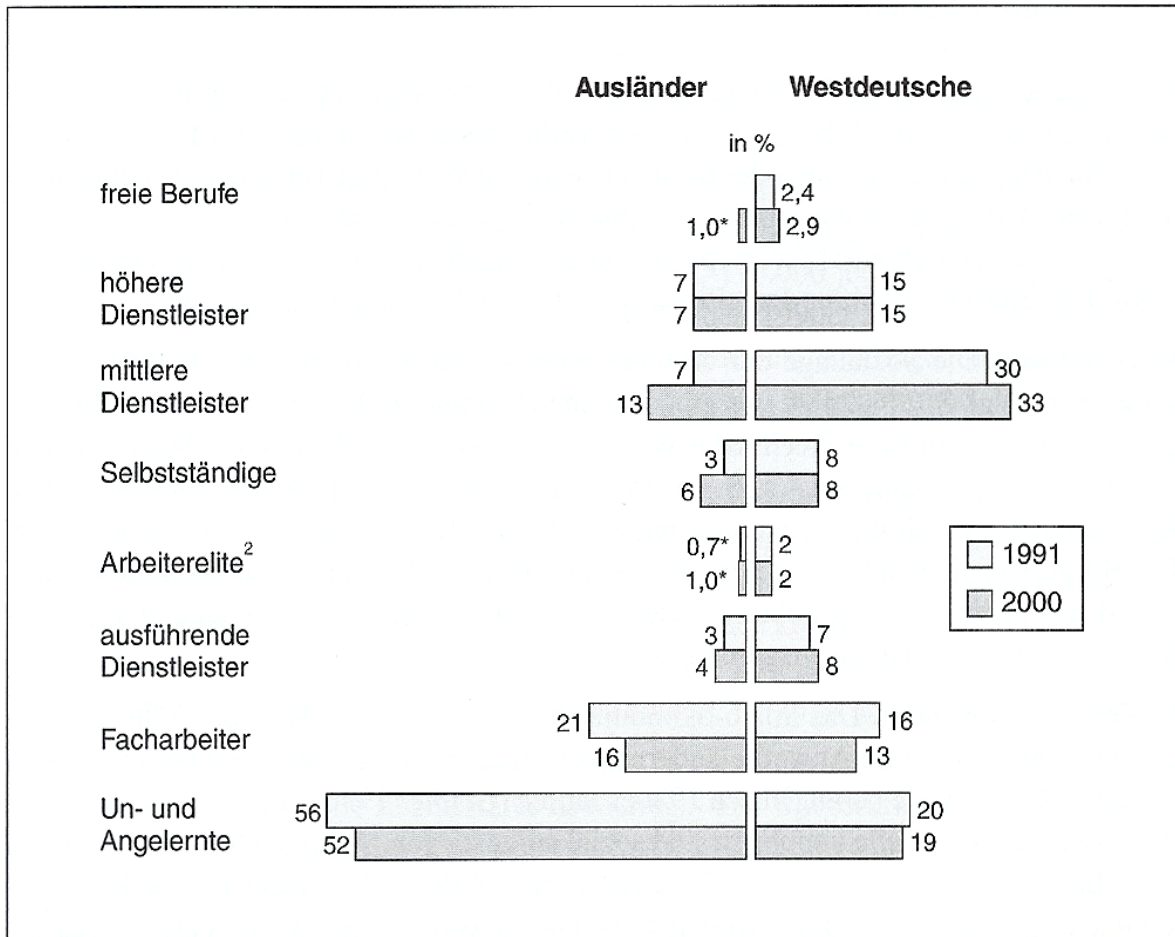 Ausländer Westdeutsche
in %
freie Berufe
2,4
1,0* 2,9
höhere
Dienstleister
7 15
7 15
mittlere
Dienstleister
7 30
13 33
Selbstständige
3 8
6 8
Arbeiterelite²
0,7* 2
1,0* 2
1991
2000
ausführende
Dienstleister
3 7
4 8
Facharbeiter
21 16
16 13
Un- und
Angelernte
56 20
52 19